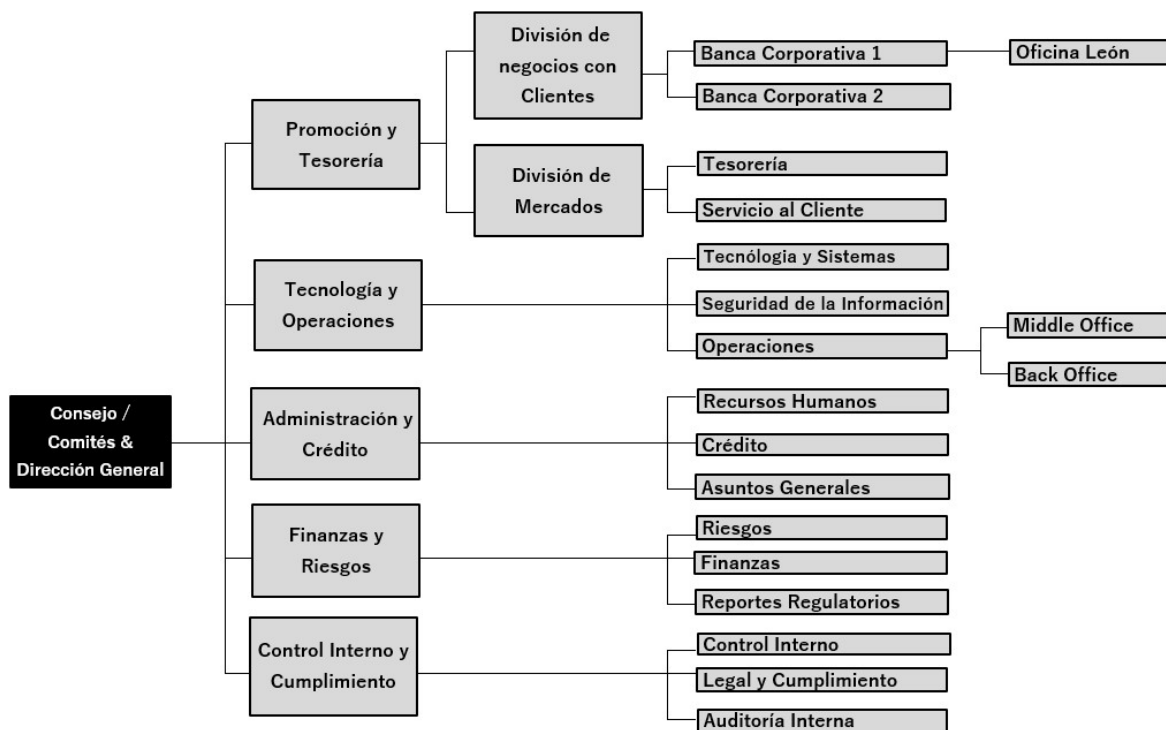 Consejo /
Comités &
Dirección General
Promoción y
Tesorería
División de
negocios con
Clientes
Banca Corporativa 1
Oficina León
Banca Corporativa 2
División de
Mercados
Tesorería
Servicio al Cliente
Tecnología y
Operaciones
Tecnólogia y Sistemas
Seguridad de la Información
Operaciones
Middle Office
Back Office
Administración y
Crédito
Recursos Humanos
Crédito
Asuntos Generales
Finanzas y
Riesgos
Riesgos
Finanzas
Reportes Regulatorios
Control Interno y
Cumplimiento
Control Interno
Legal y Cumplimiento
Auditoría Interna